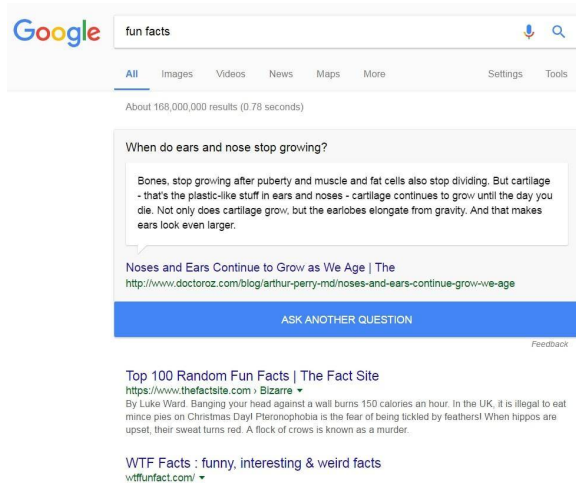 Google
fun facts
All Images Videos News Maps More Settings Tools
About 168,000,000 results (0.78 seconds)
When do ears and nose stop growing?
Bones, stop growing after puberty and muscle and fat cells also stop dividing. But cartilage
- that's the plastic-like stuff in ears and noses - cartilage continues to grow until the day you
die. Not only does cartilage grow, but the earlobes elongate from gravity. And that makes
ears look even larger.
Noses and Ears Continue to Grow as We Age | The
http://www.doctoroz.com/blog/arthur-perry-md/noses-and-ears-continue-grow-we-age
ASK ANOTHER QUESTION
Feedback
Top 100 Random Fun Facts | The Fact Site
https://www.thefactsite.com › Bizarre
By Luke Ward. Banging your head against a wall burns 150 calories an hour. In the UK, it is illegal to eat
mince pies on Christmas Day! Pteronophobia is the fear of being tickled by feathers! When hippos are
upset, their sweat turns red. A flock of crows is known as a murder.
WTF Facts : funny, interesting & weird facts
wtffunfact.com/